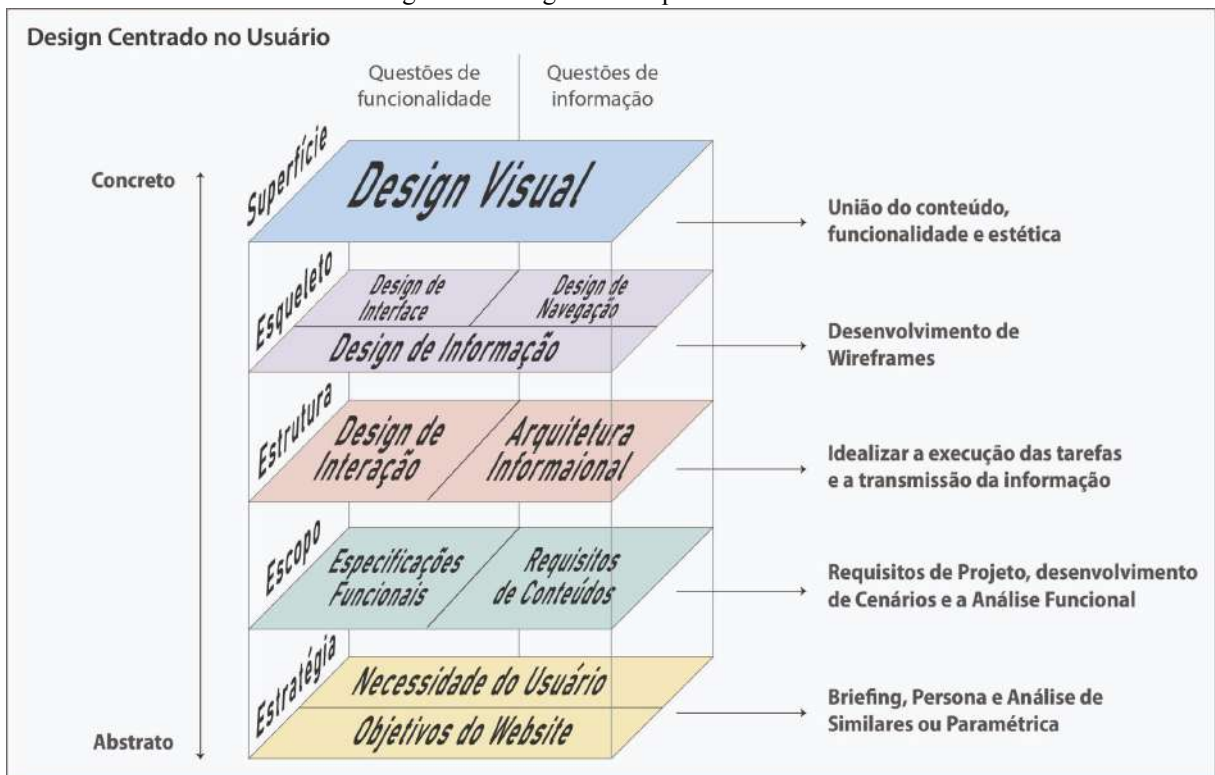 Design Centrado no Usuário
Questões de
funcionalidade
Questões de
informação
Concreto
Superfície
Design Visual
União do conteúdo,
funcionalidade e estética
Esqueleto
Design de
Interface
Design de
Navegação
Design de Informação
Desenvolvimento de
Wireframes
Estrutura
Design de
Interação
Arquitetura
Informaional
Idealizar a execução das tarefas
e a transmissão da informação
Escopo
Especificações
Funcionais
Requisitos
de Conteúdos
Requisitos de Projeto, desenvolvimento
de Cenários e a Análise Funcional
Estratégia
Necessidade do Usuário
Objetivos do Website
Briefing, Persona e Análise de
Similares ou Paramétrica
Abstrato